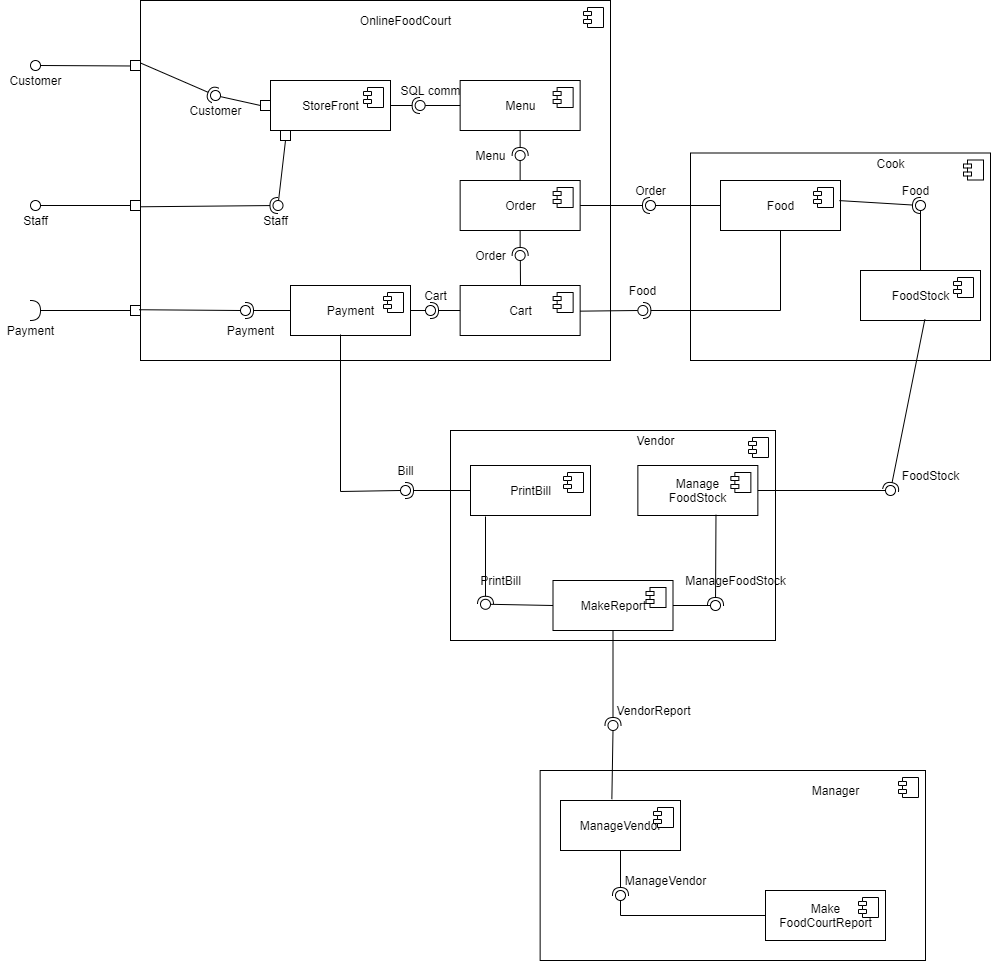 OnlineFoodCourt
Customer
Customer
StoreFront
SQL comm
Menu
Menu
Staff
Staff
Order
Order
Payment
Payment
Payment
Cart
Cart
Order
Food
Cook
Food
Food
FoodStock
FoodStock
Bill
Vendor
PrintBill
Manage
FoodStock
PrintBill
MakeReport
ManageFoodStock
VendorReport
Manager
ManageVendor
ManageVendor
Make
FoodCourtReport